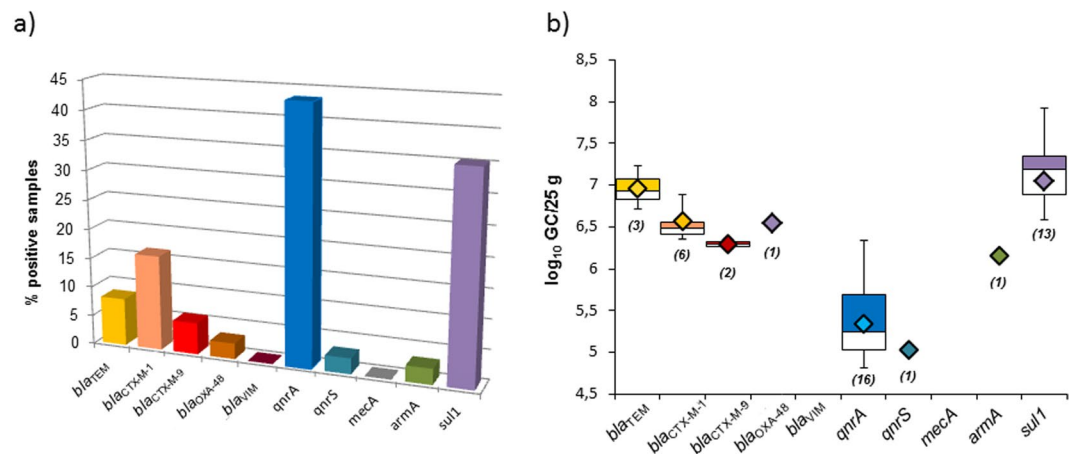 a)
% positive samples
45
40
35
30
25
20
15
10
5
0
blaTEM
blaCTX-M-1
blaCTX-M-9
blaOXA-48
blaVIM
qnrA
qnrS
mecA
armA
sul1
b)
log10 GC/25 g
8,5
8
7,5
7
6,5
6
5,5
5
4,5
(3)
(6)
(2)
(1)
(16)
(1)
(1)
(13)
blaTEM
blaCTX-M-1
blaCTX-M-9
blaOXA-48
blaVIM
qnrA
qnrS
mecA
armA
sul1